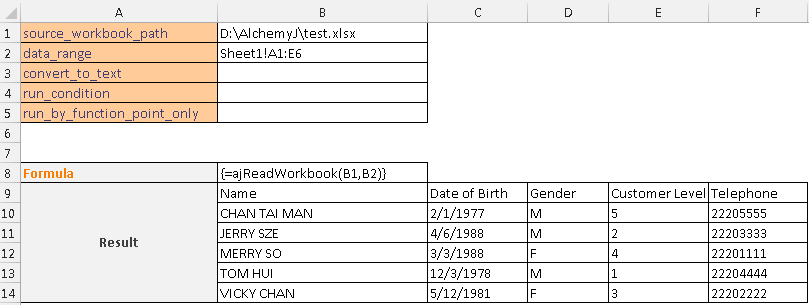 A B C D E F
1 source_workbook_path D:\AlchemyJ\test.xlsx
2 data_range Sheet1!A1:E6
3 convert_to_text
4 run_condition
5 run_by_function_point_only
6
7
8 Formula {=ajReadWorkbook(B1,B2)}
9 Name Date of Birth Gender Customer Level Telephone
10 CHAN TAI MAN 2/1/1977 M 5 22205555
11 JERRY SZE 4/6/1988 M 2 22203333
Result
12 MERRY SO 3/3/1988 F 4 22201111
13 TOM HUI 12/3/1978 M 1 22204444
14 VICKY CHAN 5/12/1981 F 3 22202222